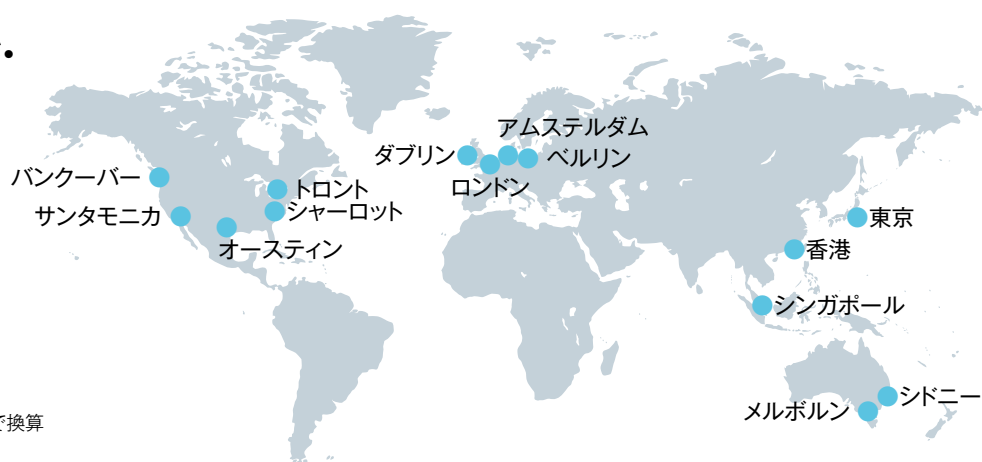 アムステルダム
ダブリン
ベルリン
ロンドン
バンクーバー
トロント
サンタモニカ
シャーロット
オースティン
東京
香港
シンガポール
シドニー
メルボルン
で換算